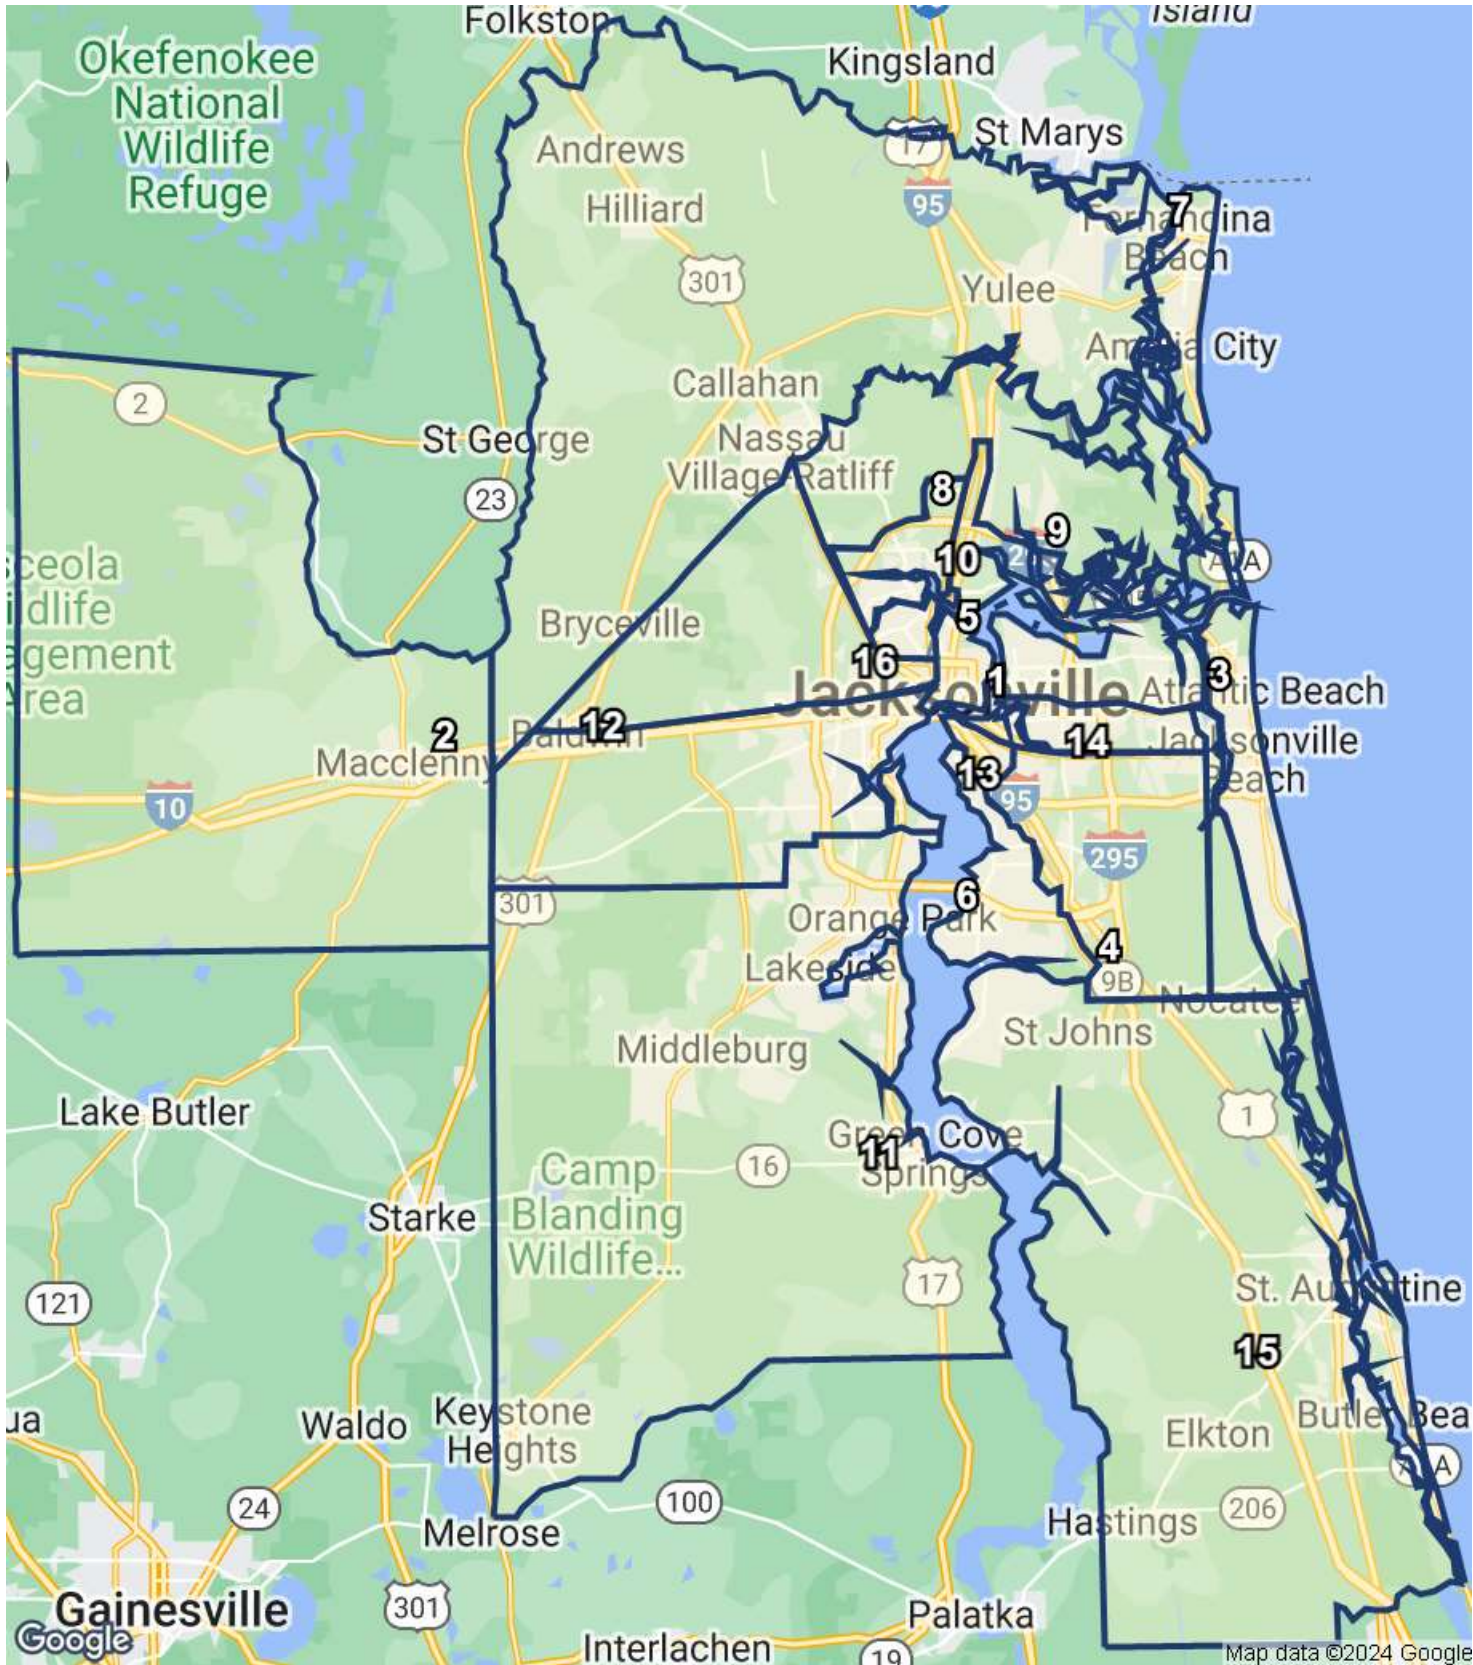 Folkston
Island
Okefenokee
National
Wildlife
Refuge
Kingsland
St Marys
17
Andrews
95
Hilliard
7
Fernandina
Beach
301
Yulee
Amelia City
2
Callahan
St George
Nassau
Village-Ratliff
23
8
9
10
A1A
5
Bryceville
16
1
3
Jacksonville
Atlantic Beach
2
12
Baldwin
14
Jacksonville
Beach
Macclenny
13
10
95
295
301
6
Orange Park
4
Lakeside
9B
Nocatee
St Johns
Middleburg
Lake Butler
1
Green Cove
Springs
11
16
Camp
Blanding
Wildlife...
Starke
17
121
St. Augustine
15
Keystone
Heights
Waldo
Butler Bea
Elkton
A A
24
100
206
Melrose
Hastings
Gainesville
301
Palatka
Google
Interlachen
19
Map data ©2024 Google